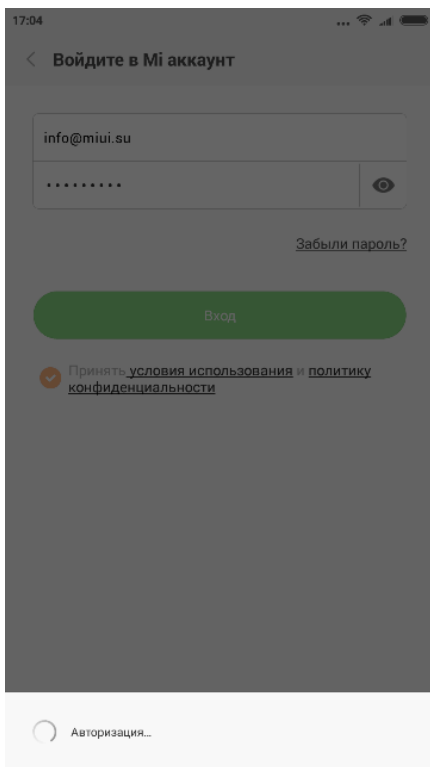 17:04
Войдите в Mi аккаунт
info@miui.su
Забыли пароль?
Вход
Принять условия использования и политику
конфиденциальности
Авторизация...